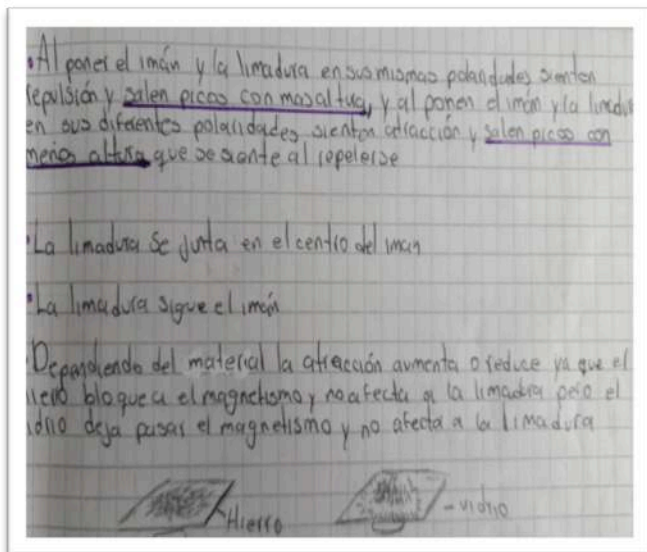 •Al poner el imán y la limadura en sus mismas polaridades sienten
repulsión y salen picos con mas altura, y al ponen el imán y la
en sus diferentes polaridades sienten atracción y salen picos con
menos altura que se siente al repelerse
•La limadura Se junta en el centro del iman
•La limadura sigue el imán
Dependiendo del material la atracción aumenta o reduce ya que el
bloquea el magnetismo y no afecta a la limadura pero el
deja pasar el magnetismo y no afecta a la limadura
Hierro
-vidrio